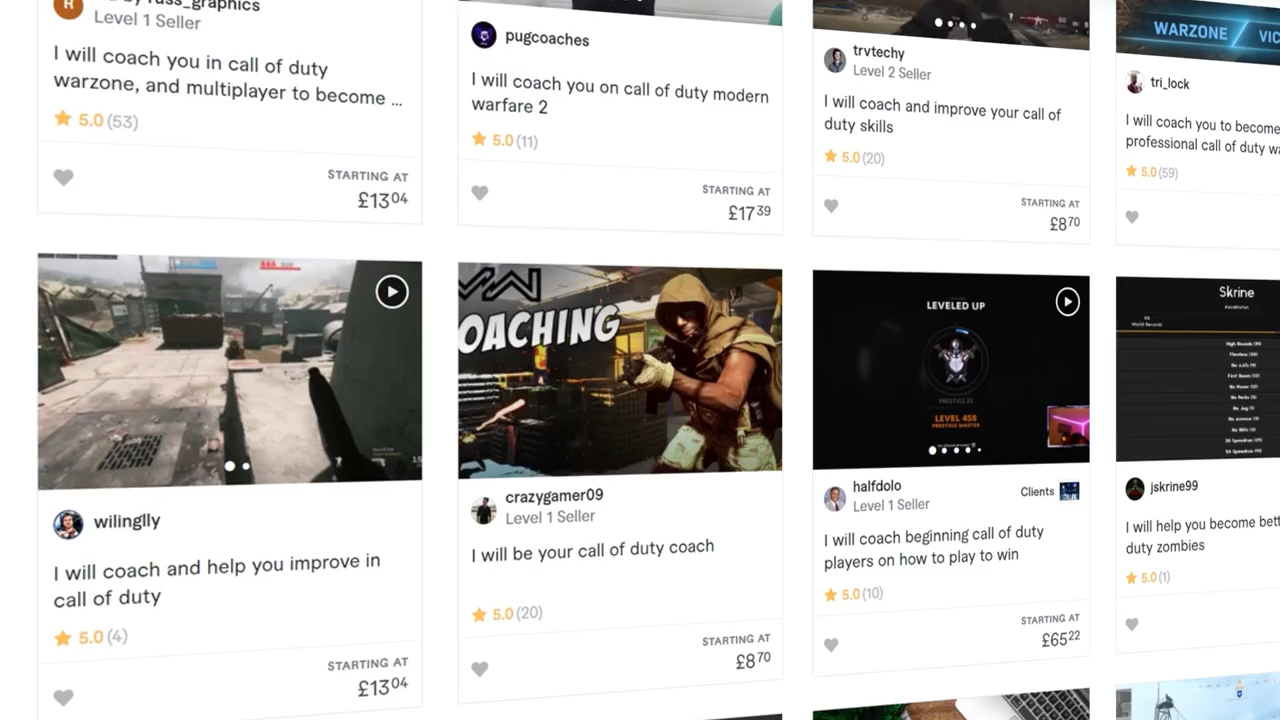 by russ_graphics
Level 1 Seller
I will coach you in call of duty
warzone, and multiplayer to become ...
5.0 (53)
STARTING AT
£13 04
pugcoaches
I will coach you on call of duty modern
warfare 2
5.0 (11)
STARTING AT
£17 39
trvtechy
Level 2 Seller
I will coach and improve your call of
duty skills
5.0 (20)
STARTING AT
£8 70
WARZONE VIC
tri_lock
I will coach you to become
professional call of duty wa
5.0 (59)
wilinglly
I will coach and help you improve in
call of duty
5.0 (4)
STARTING AT
£13 04
OACHING
crazygamer09
Level 1 Seller
I will be your call of duty coach
5.0 (20)
STARTING AT
£8 70
LEVELED UP
LEVEL 458
PRESTIGE MASTER
halfdolo
Level 1 Seller
Clients
I will coach beginning call of duty
players on how to play to win
5.0 (10)
STARTING AT
£65 22
Skrine
World Records
jskrine99
I will help you become bett
duty zombies
5.0 (1)